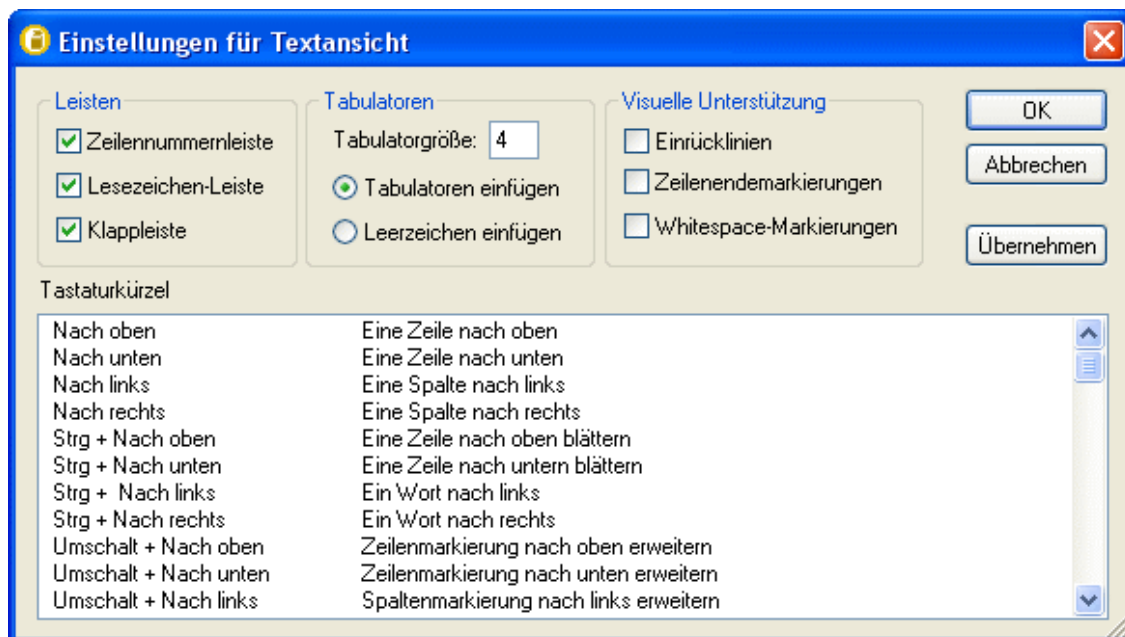 Einstellungen für Textansicht
Leisten
Zeilennummernleiste
Lesezeichen-Leiste
Klappleiste
Tabulatoren
Tabulatorgröße: 4
Tabulatoren einfügen
Leerzeichen einfügen
Visuelle Unterstützung
Einrücklinien
Zeilenendemarkierungen
Whitespace-Markierungen
OK
Abbrechen
Übernehmen
Tastaturkürzel
Nach oben Eine Zeile nach oben
Nach unten Eine Zeile nach unten
Nach links Eine Spalte nach links
Nach rechts Eine Spalte nach rechts
Strg + Nach oben Eine Zeile nach oben blättern
Strg + Nach unten Eine Zeile nach untern blättern
Strg + Nach links Ein Wort nach links
Strg + Nach rechts Ein Wort nach rechts
Umschalt + Nach oben Zeilenmarkierung nach oben erweitern
Umschalt + Nach unten Zeilenmarkierung nach unten erweitern
Umschalt + Nach links Spaltenmarkierung nach links erweitern